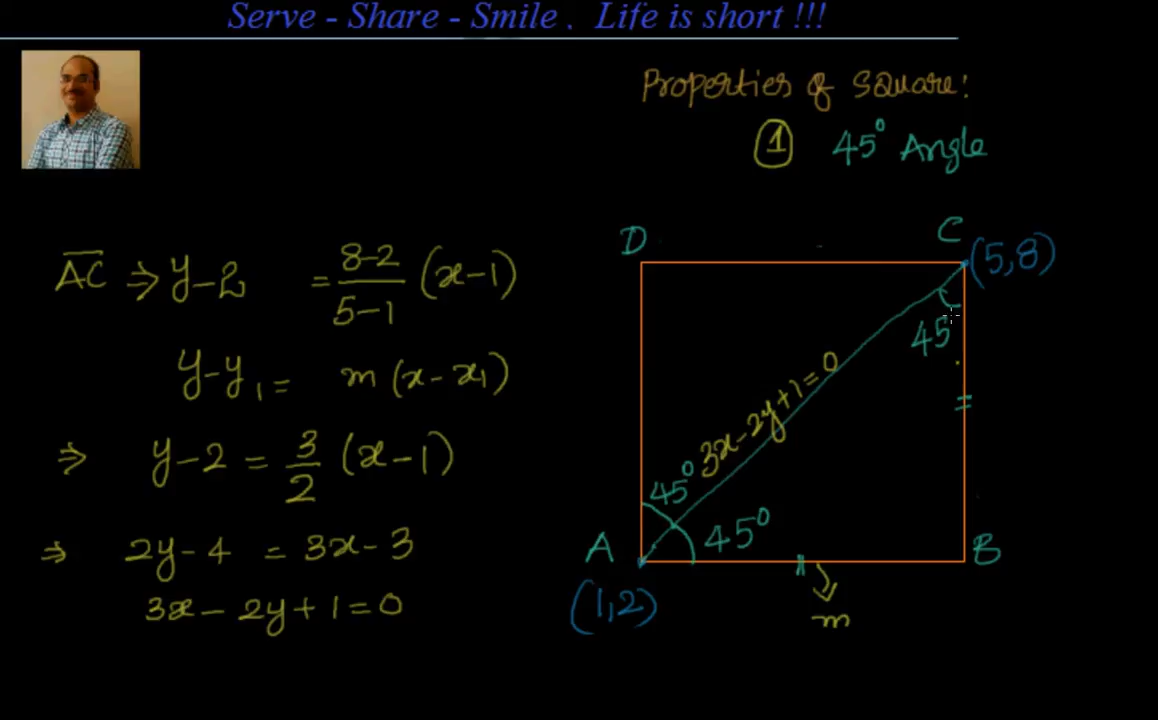 Serve - Share - Smile , Life is short !!!
Properties of Square:
① 45° Angle
AC ⇒ y-2 = 8-2/5-1 (x-1)
y-y₁ = m(x-x₁)
⇒ y-2 = 3/2 (x-1)
⇒ 2y-4 = 3x-3
3x-2y+1=0
D
C
(5,8)
45
=
3x-2y+1=0
45°
45°
A
B
(1,2)
m